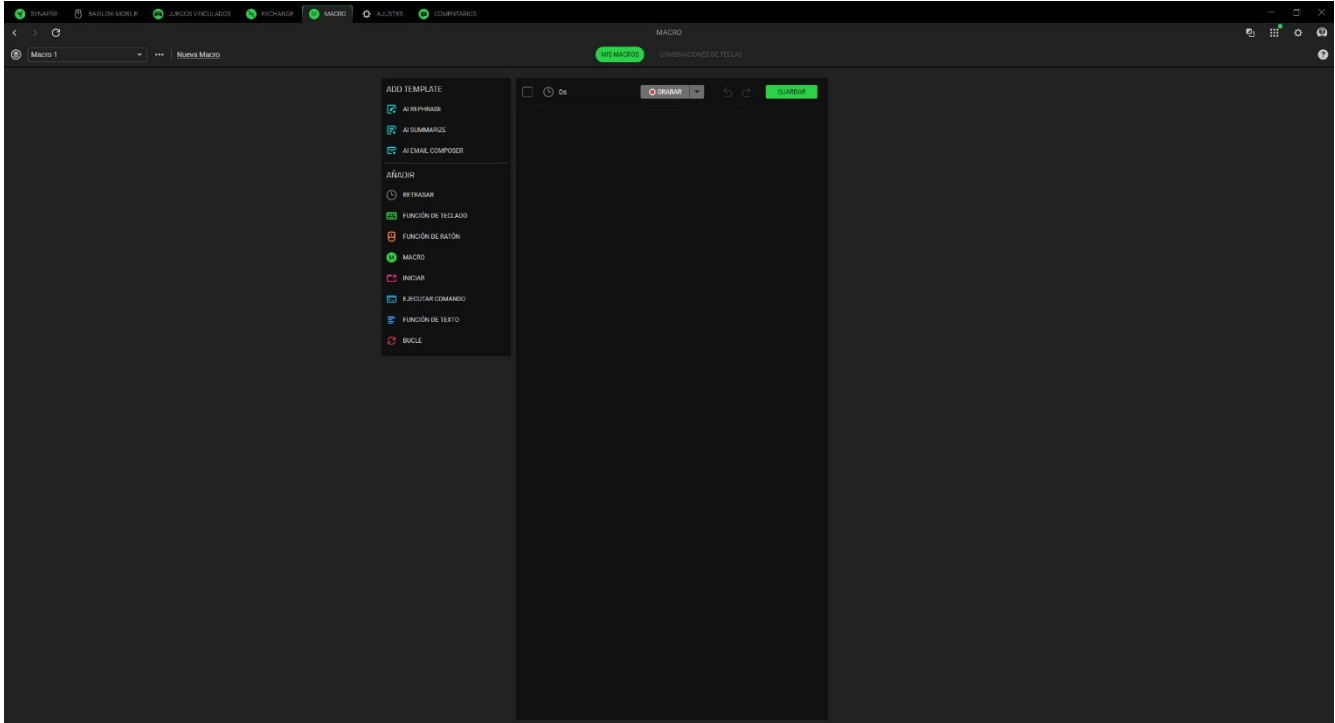 SYNAPSE BASILISK MOBILE JUEGOS VINCULADOS EXCHANGE MACRO AJUSTES COMENTARIOS
MACRO
Macro 1 Nueva Macro MIS MACROS COMBINACIONES DE TECLAS
ADD TEMPLATE
0s GRABAR GUARDAR
AI REPHRASE
AI SUMMARIZE
AI EMAIL COMPOSER
AÑADIR
RETRASAR
FUNCIÓN DE TECLADO
FUNCIÓN DE RATÓN
MACRO
INICIAR
EJECUTAR COMANDO
FUNCIÓN DE TEXTO
BUCLE